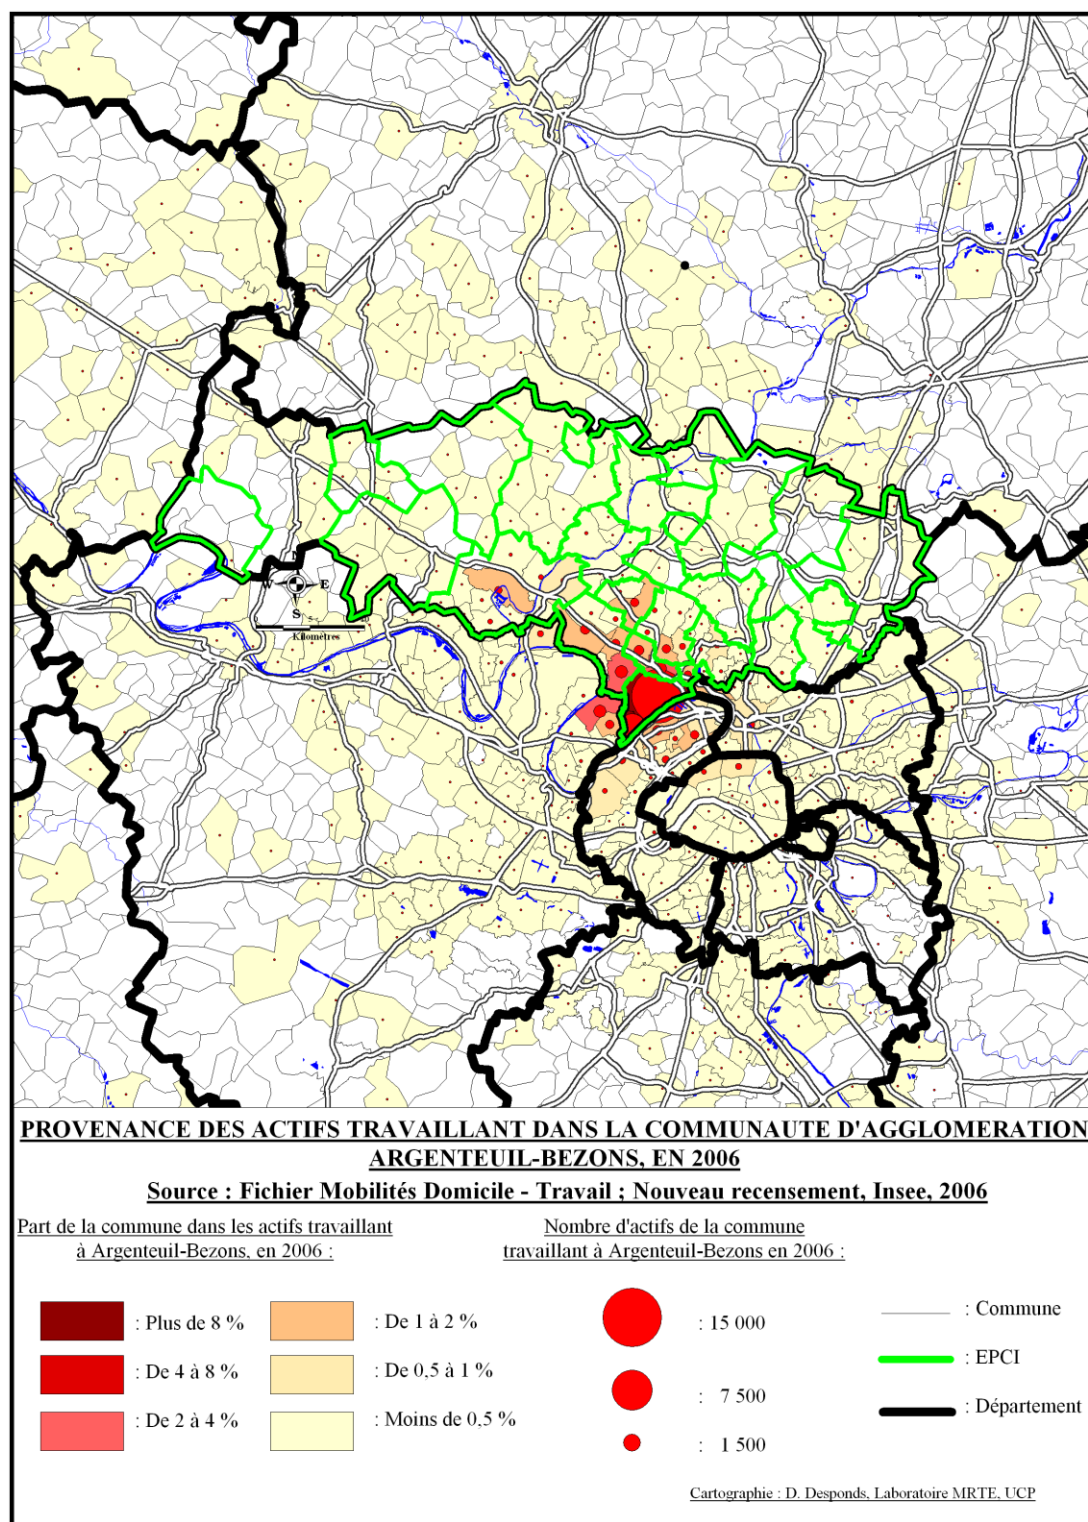 W E
S
Kilomètres
PROVENANCE DES ACTIFS TRAVAILLANT DANS LA COMMUNAUTE D'AGGLOMERATION
ARGENTEUIL-BEZONS, EN 2006
Source : Fichier Mobilités Domicile - Travail ; Nouveau recensement, Insee, 2006
Part de la commune dans les actifs travaillant
à Argenteuil-Bezons, en 2006 :
: Plus de 8 %
: De 4 à 8 %
: De 2 à 4 %
: De 1 à 2 %
: De 0,5 à 1 %
: Moins de 0,5 %
Nombre d'actifs de la commune
travaillant à Argenteuil-Bezons en 2006 :
: 15 000
: 7 500
: 1 500
: Commune
: EPCI
: Département
Cartographie : D. Desponds, Laboratoire MRTE, UCP